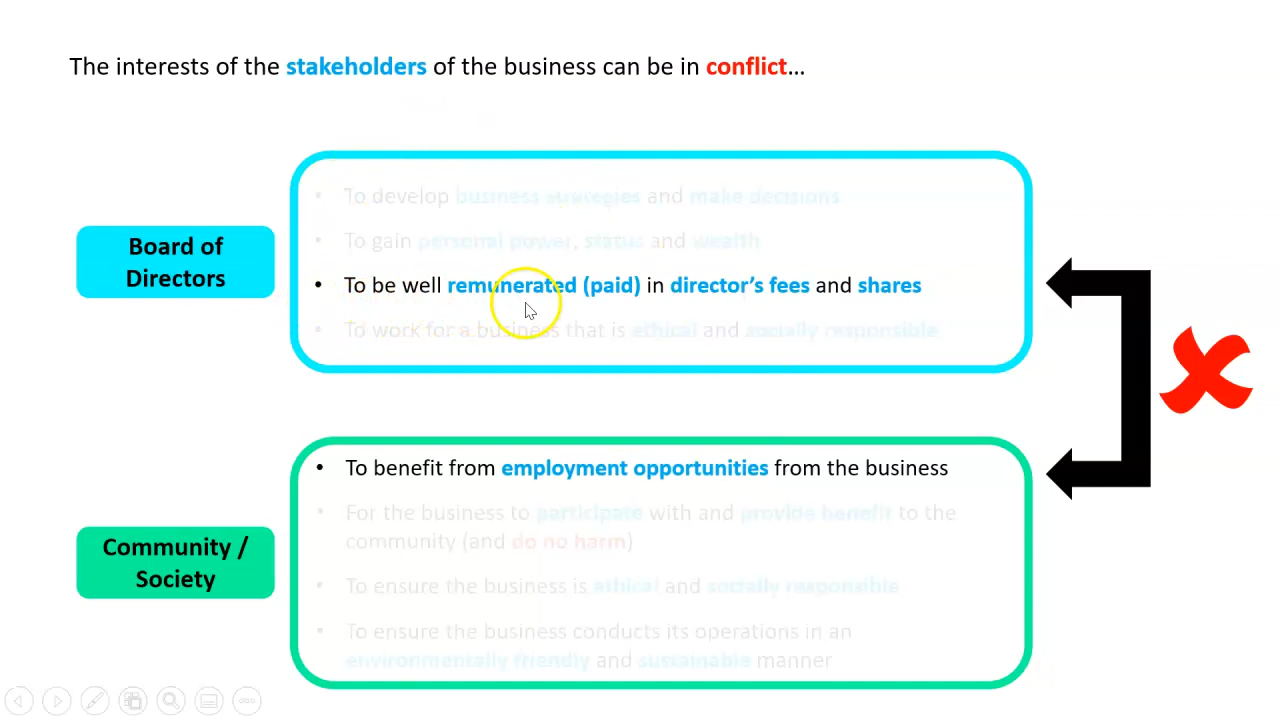 The interests of the stakeholders of the business can be in conflict…
Board of
Directors
• To develop business strategies and make decisions
• To gain personal power, status and wealth
• To be well remunerated (paid) in director’s fees and shares
• To work for a business that is ethical and socially responsible
Community /
Society
• To benefit from employment opportunities from the business
• For the business to participate with and provide benefit to the
community (and do no harm)
• To ensure the business is ethical and socially responsible
• To ensure the business conducts its operations in an
environmentally friendly and sustainable manner